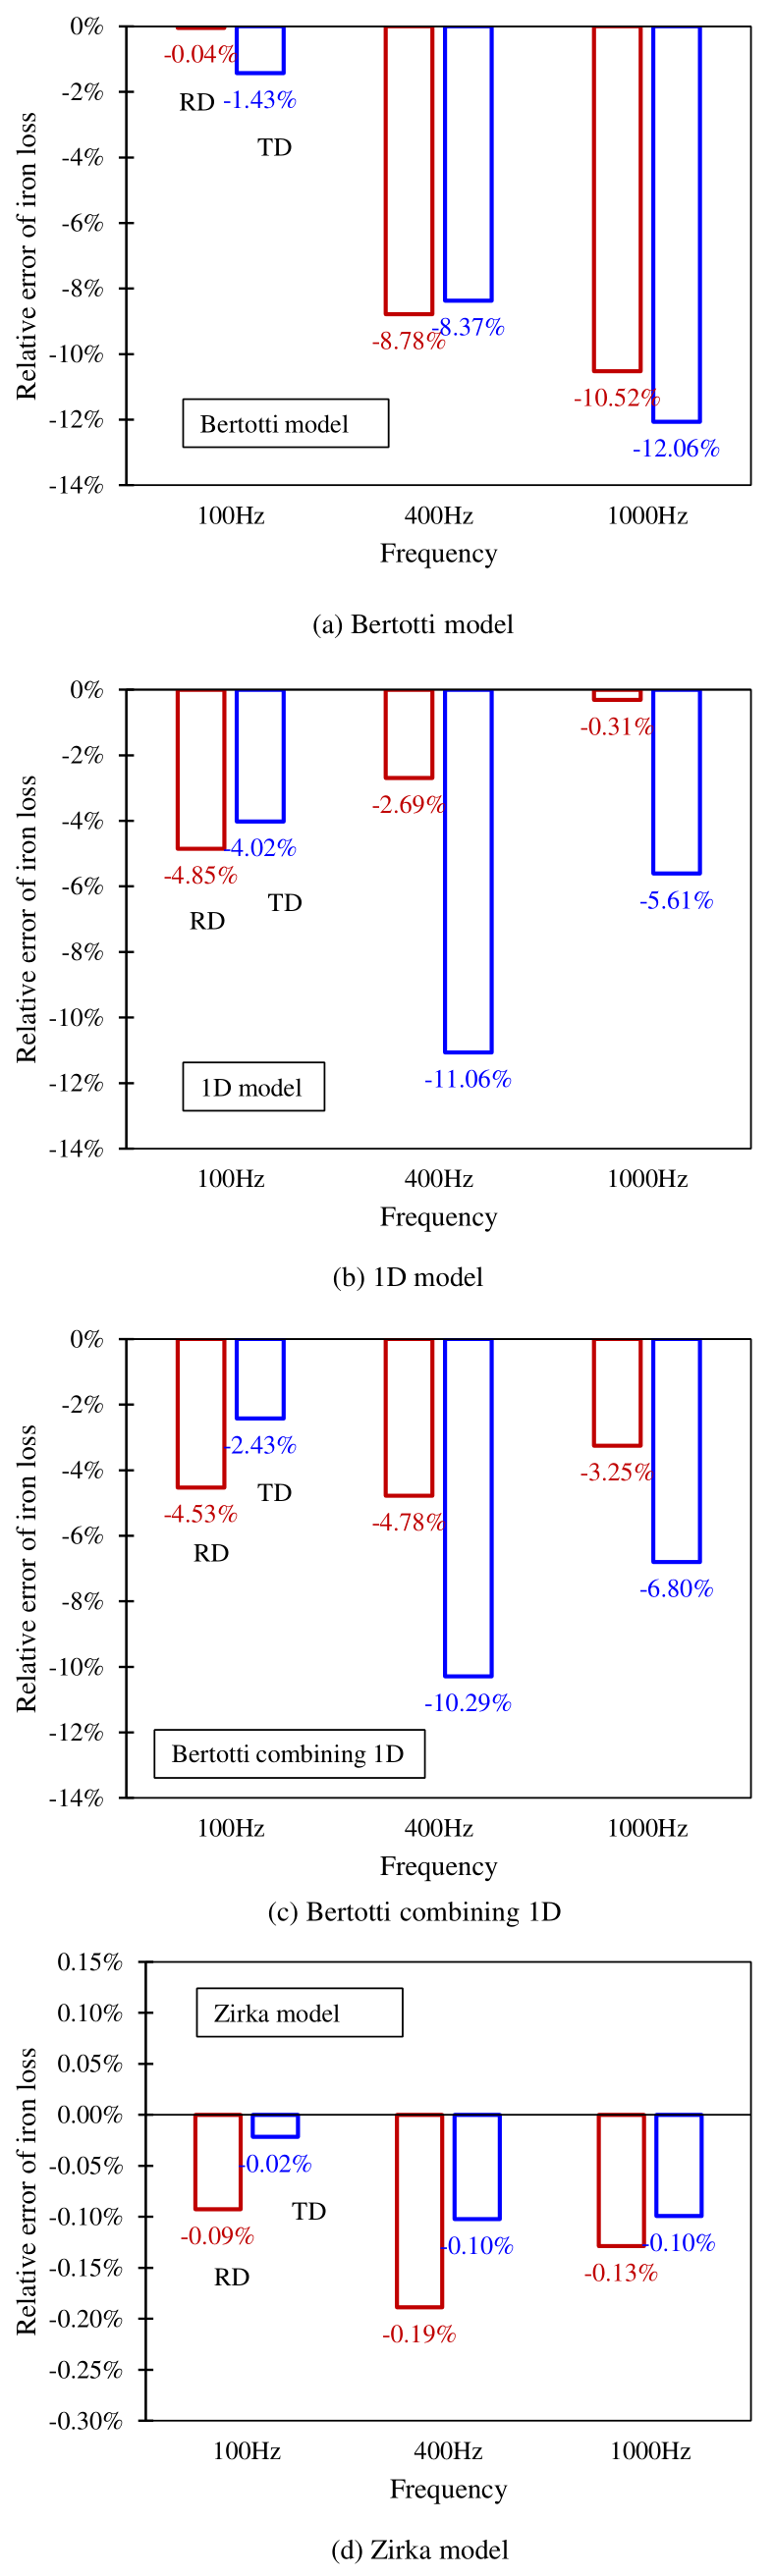 0%
-2%
-4%
-6%
-8%
-10%
-12%
-14%
Relative error of iron loss
-0.04%
RD
-1.43%
TD
-8.78%
-8.37%
-10.52%
-12.06%
Bertotti model
100Hz 400Hz 1000Hz
Frequency
(a) Bertotti model
0%
-2%
-4%
-6%
-8%
-10%
-12%
-14%
Relative error of iron loss
-4.85%
RD
-4.02%
TD
-2.69%
-11.06%
-0.31%
-5.61%
1D model
100Hz 400Hz 1000Hz
Frequency
(b) 1D model
0%
-2%
-4%
-6%
-8%
-10%
-12%
-14%
Relative error of iron loss
-4.53%
RD
-2.43%
TD
-4.78%
-10.29%
-3.25%
-6.80%
Bertotti combining 1D
100Hz 400Hz 1000Hz
Frequency
(c) Bertotti combining 1D
0.15%
0.10%
0.05%
0.00%
-0.05%
-0.10%
-0.15%
-0.20%
-0.25%
-0.30%
Relative error of iron loss
Zirka model
-0.09%
RD
-0.02%
TD
-0.19%
-0.10%
-0.13%
-0.10%
100Hz 400Hz 1000Hz
Frequency
(d) Zirka model